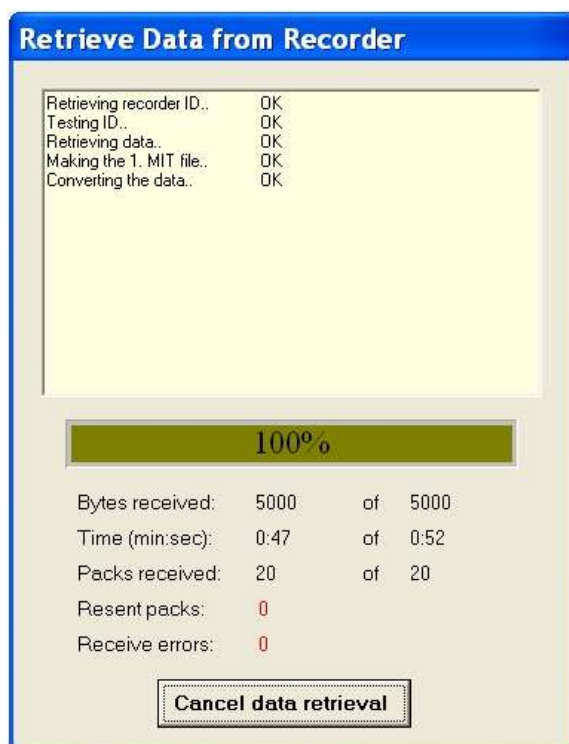 Retrieve Data from Recorder
Retrieving recorder ID.. OK
Testing ID.. OK
Retrieving data.. OK
Making the 1. MIT file.. OK
Converting the data.. OK
100%
Bytes received: 5000 of 5000
Time (min:sec): 0:47 of 0:52
Packs received: 20 of 20
Resent packs: 0
Receive errors: 0
Cancel data retrieval